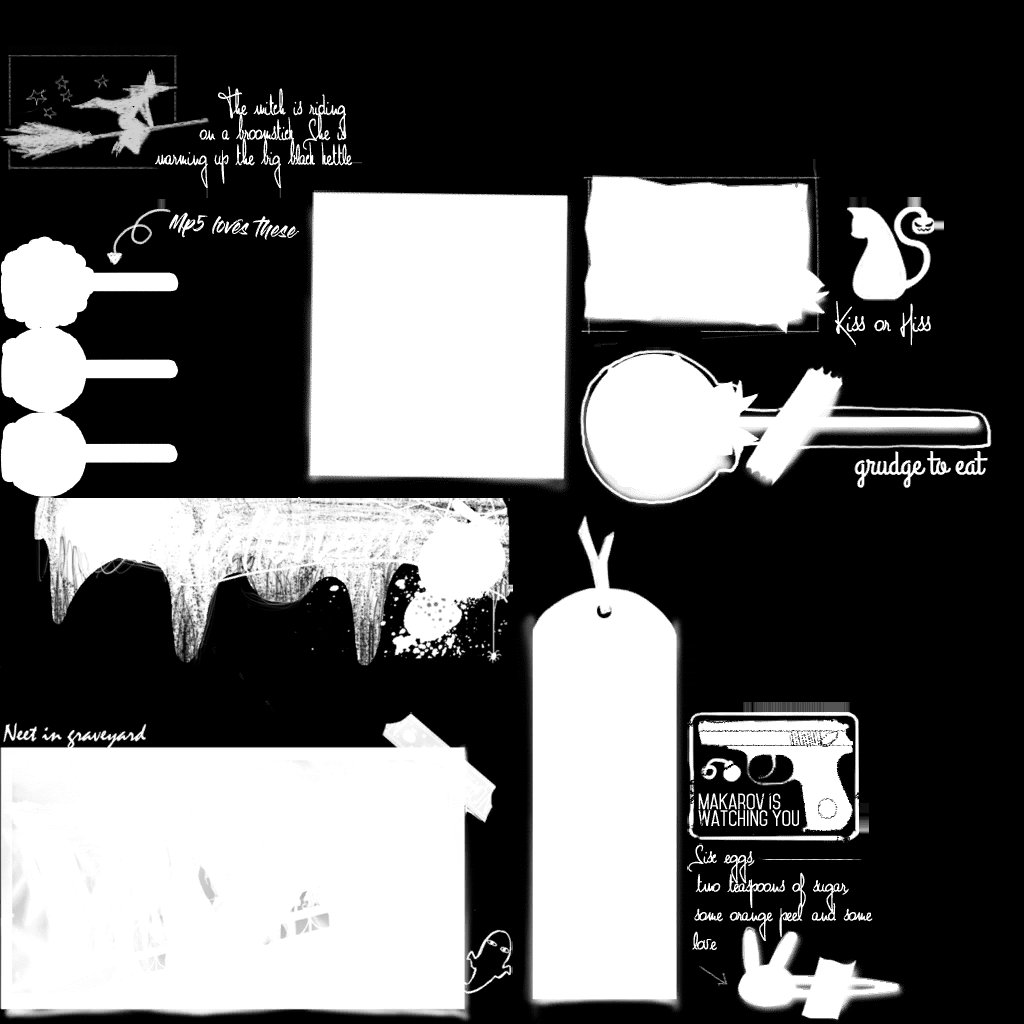 The witch is riding
on a broomstick. She is
warming up the big black kettle
Mp5 loves these
Kiss or Hiss
grudge to eat
Neet in graveyard
MAKAROV IS
WATCHING YOU
Sise eggs
two teaspoons of sugar,
some orange peel and some
love